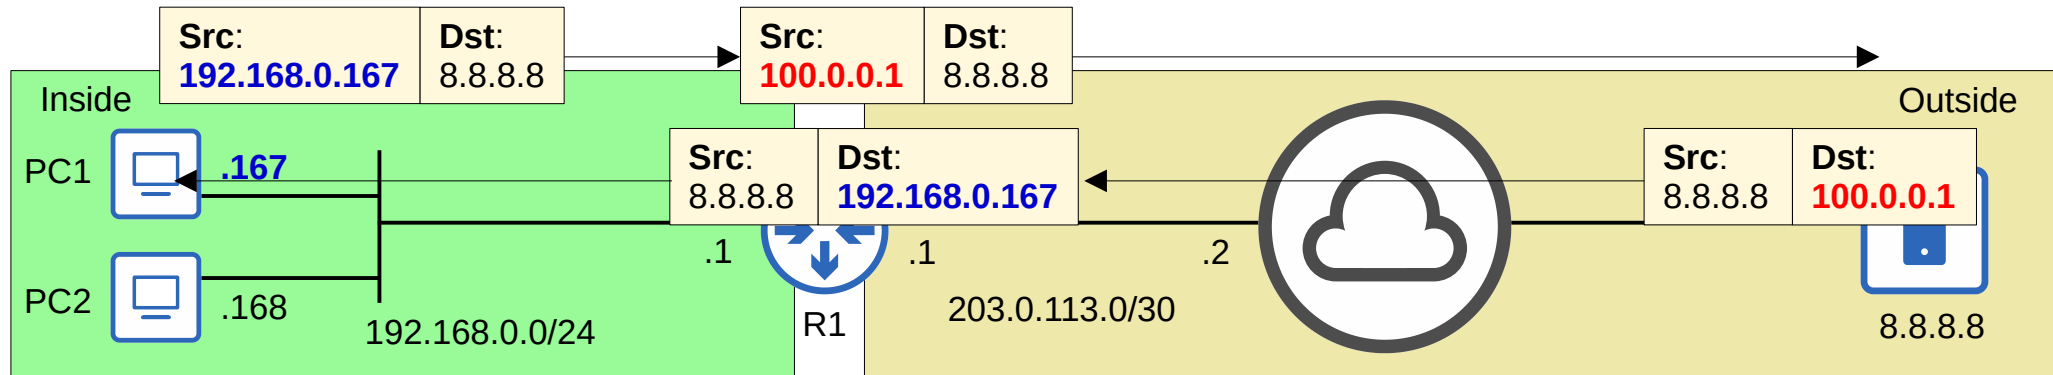 Src: Dst:
192.168.0.167 8.8.8.8
Src: Dst:
100.0.0.1 8.8.8.8
Inside
Outside
PC1
.167
Src: Dst:
8.8.8.8 192.168.0.167
Src: Dst:
8.8.8.8 100.0.0.1
.1
.1
.2
PC2
.168
192.168.0.0/24
R1
203.0.113.0/30
8.8.8.8